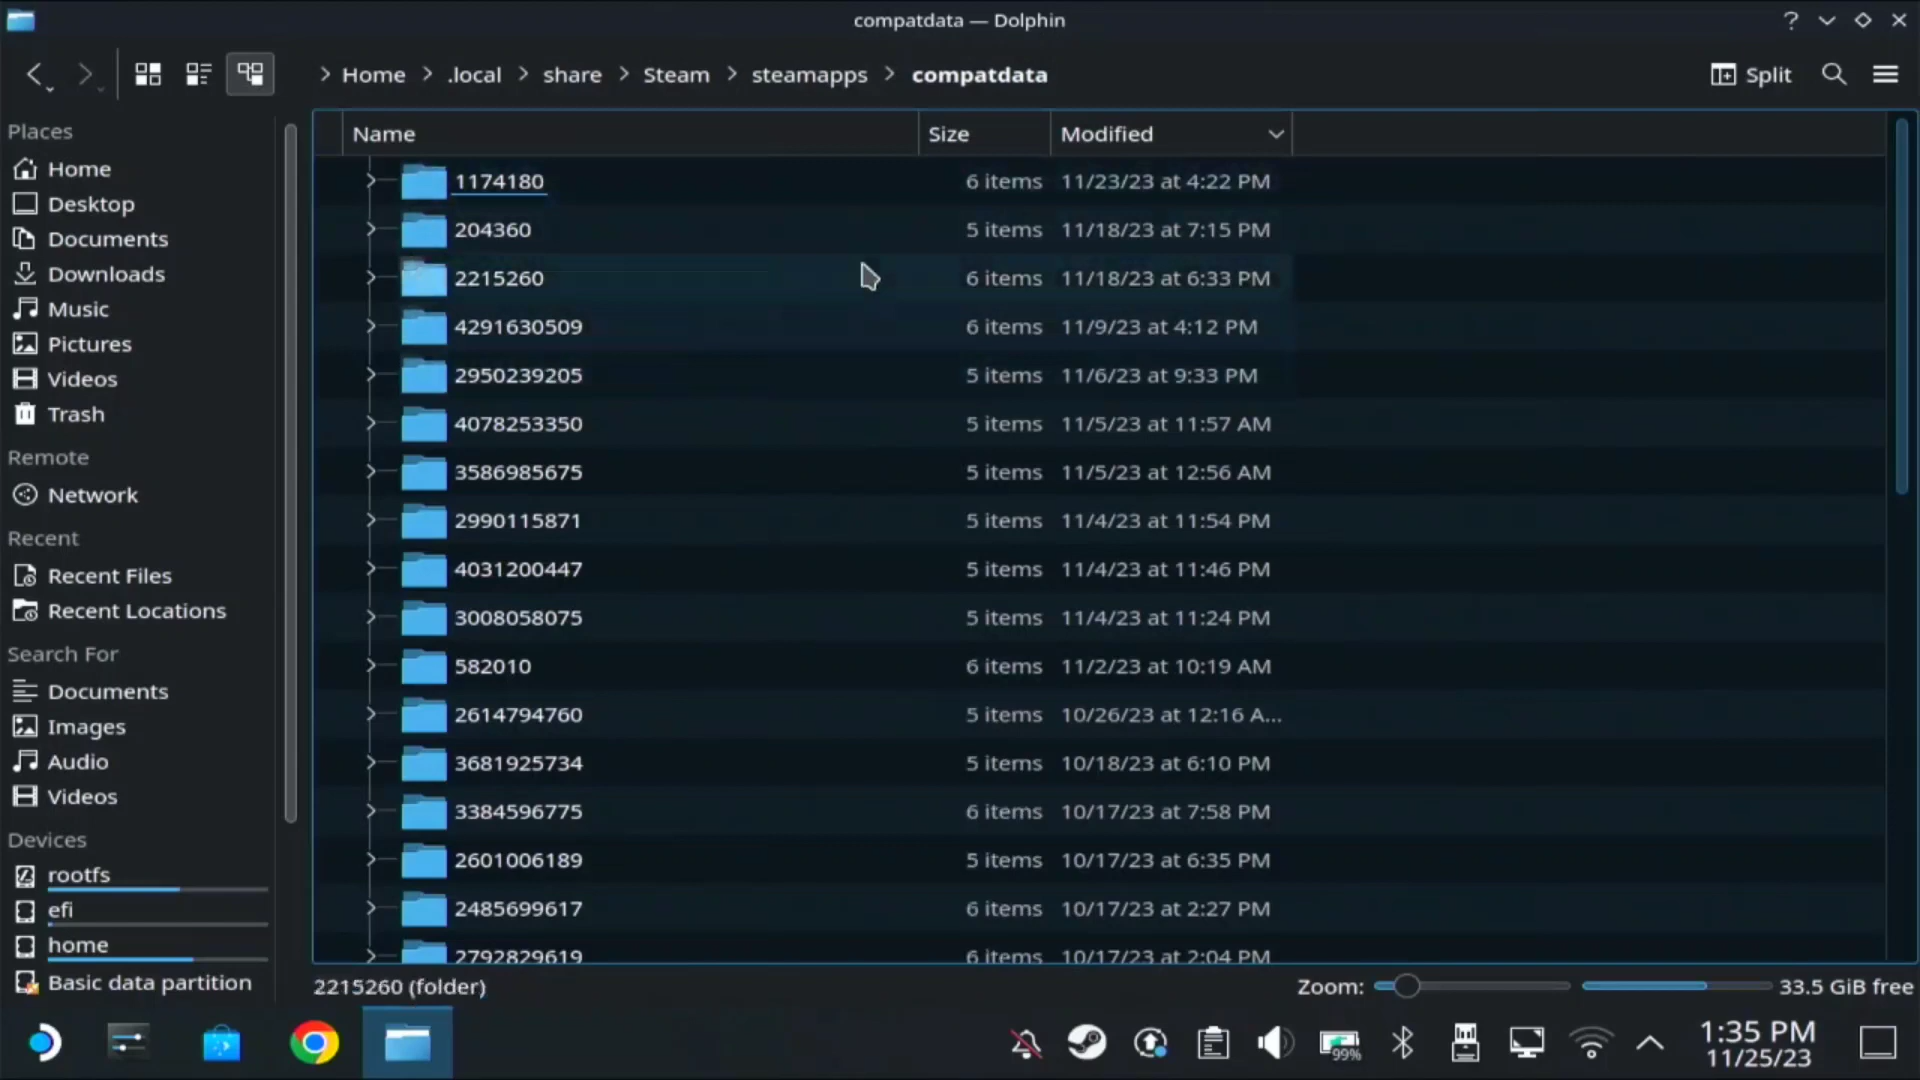 compatdata — Dolphin
Home > .local > share > Steam > steamapps > compatdata
Split
Places
Home
Desktop
Documents
Downloads
Music
Pictures
Videos
Trash
Remote
Network
Recent
Recent Files
Recent Locations
Search For
Documents
Images
Audio
Videos
Devices
rootfs
efi
home
Basic data partition
Name Size Modified
1174180 6 items 11/23/23 at 4:22 PM
204360 5 items 11/18/23 at 7:15 PM
2215260 6 items 11/18/23 at 6:33 PM
4291630509 6 items 11/9/23 at 4:12 PM
2950239205 5 items 11/6/23 at 9:33 PM
4078253350 5 items 11/5/23 at 11:57 AM
3586985675 5 items 11/5/23 at 12:56 AM
2990115871 5 items 11/4/23 at 11:54 PM
4031200447 5 items 11/4/23 at 11:46 PM
3008058075 5 items 11/4/23 at 11:24 PM
582010 6 items 11/2/23 at 10:19 AM
2614794760 5 items 10/26/23 at 12:16 A...
3681925734 5 items 10/18/23 at 6:10 PM
3384596775 6 items 10/17/23 at 7:58 PM
2601006189 5 items 10/17/23 at 6:35 PM
2485699617 6 items 10/17/23 at 2:27 PM
2792829619 6 items 10/17/23 at 2:04 PM
2215260 (folder)
Zoom:
33.5 GiB free
99%
1:35 PM
11/25/23